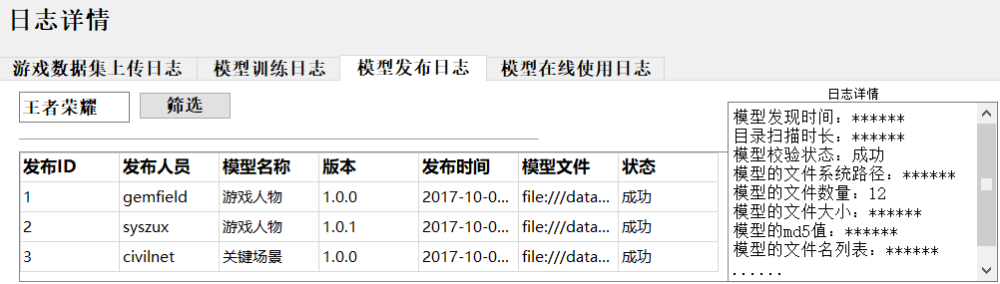 日志详情
游戏数据集上传日志 模型训练日志 模型发布日志 模型在线使用日志
王者荣耀 筛选
发布ID 发布人员 模型名称 版本 发布时间 模型文件 状态
1 gemfield 游戏人物 1.0.0 2017-10-0... file:///data... 成功
2 syszux 游戏人物 1.0.1 2017-10-0... file:///data... 成功
3 civilnet 关键场景 1.0.0 2017-10-0... file:///data... 成功
日志详情
模型发现时间：******
目录扫描时长：******
模型校验状态：成功
模型的文件系统路径：******
模型的文件数量：12
模型的文件大小：******
模型的md5值：******
模型的文件名列表：******
......